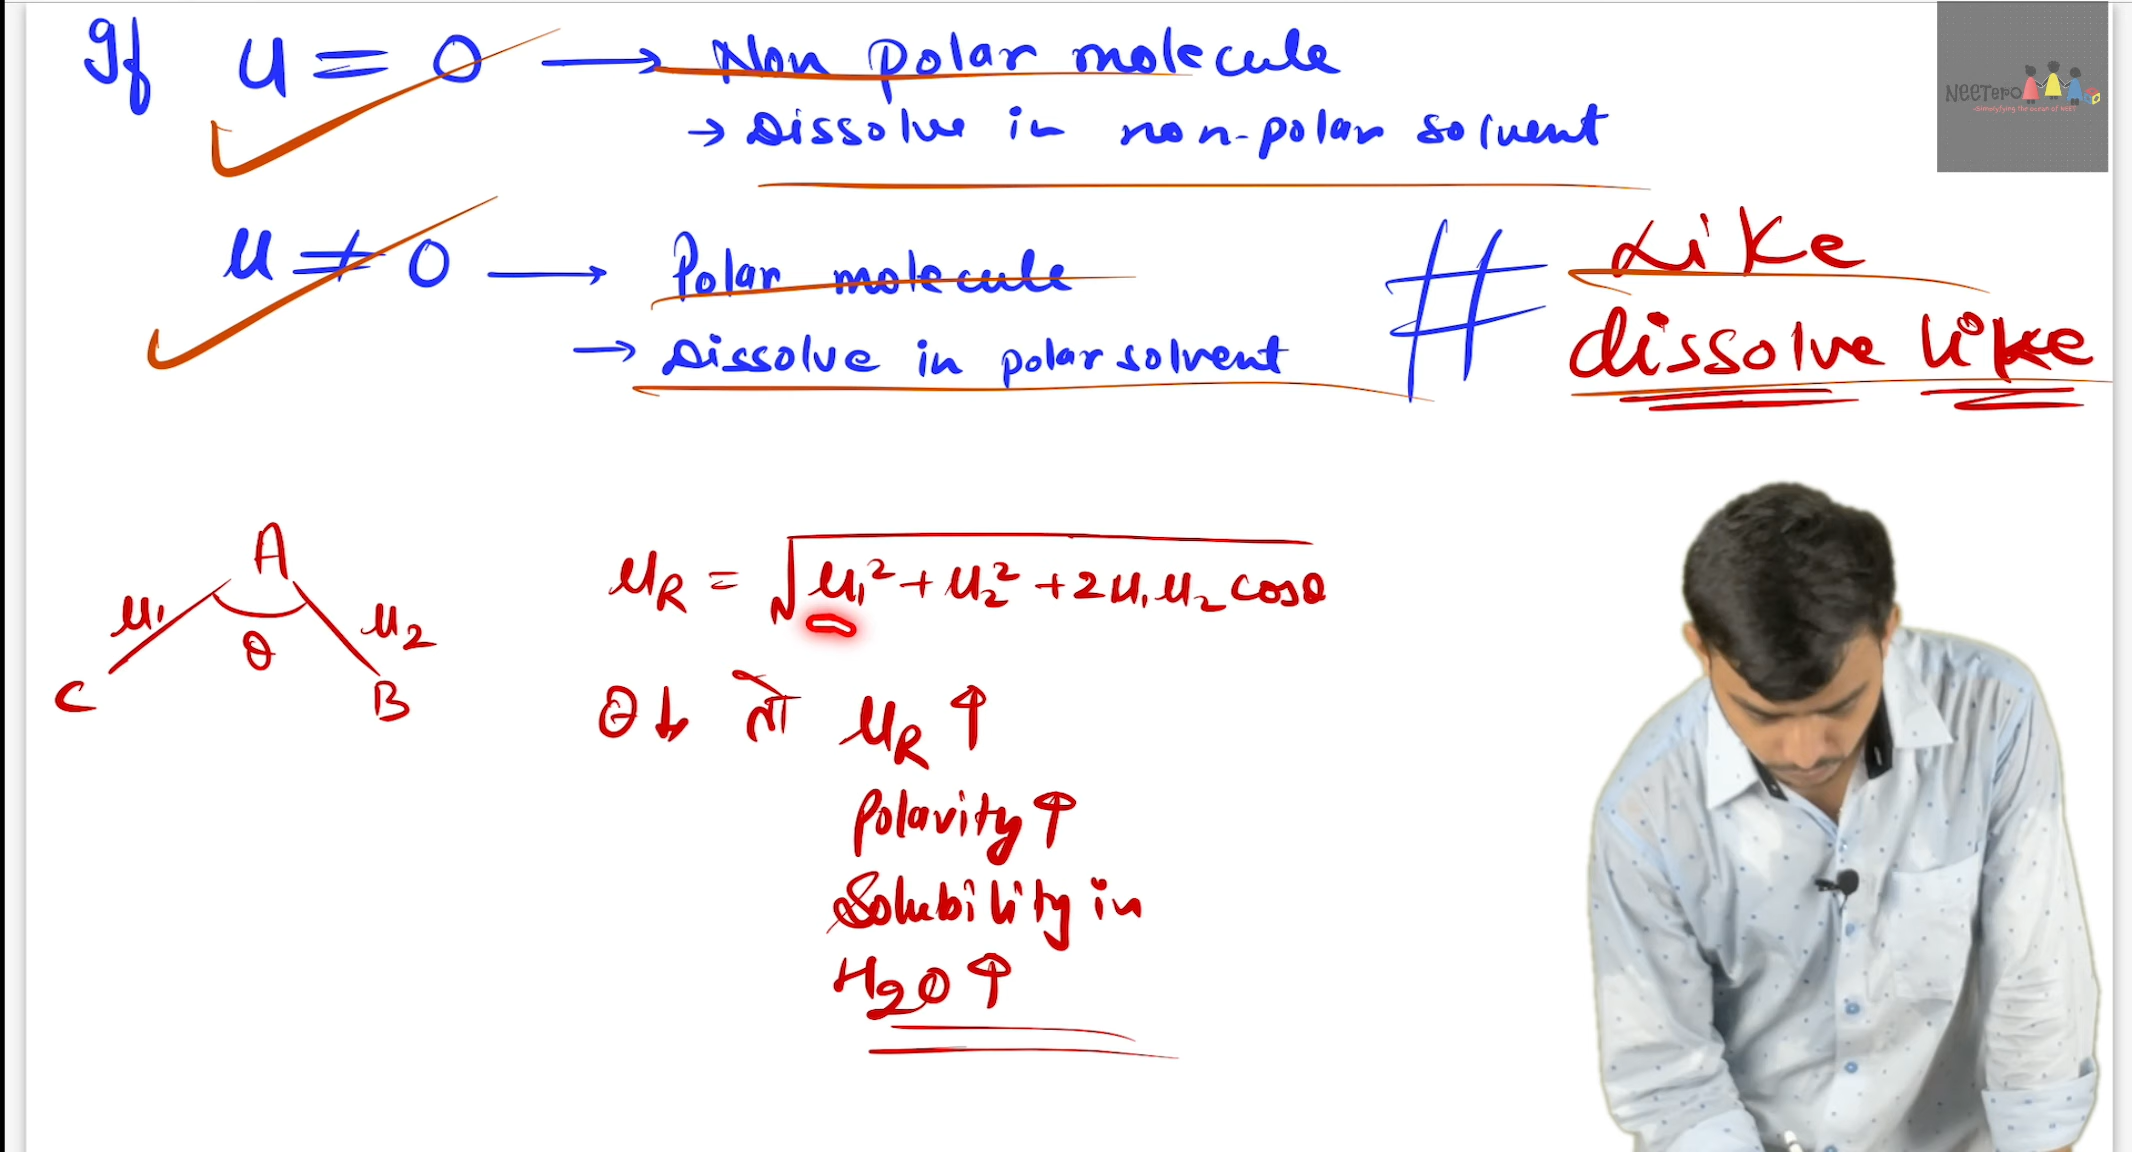 If μ = 0 → Non polar molecule
→ Dissolve in non-polar solvent
μ ≠ 0 → Polar molecule
→ Dissolve in polar solvent
# Like
dissolve like
NEETero
A
μ₁ θ μ₂
C B
μR = √μ₁² + μ₂² + 2μ₁μ₂ cosθ
θ↓ तो μR ↑
Polarity ↑
Solubility in
H₂O ↑